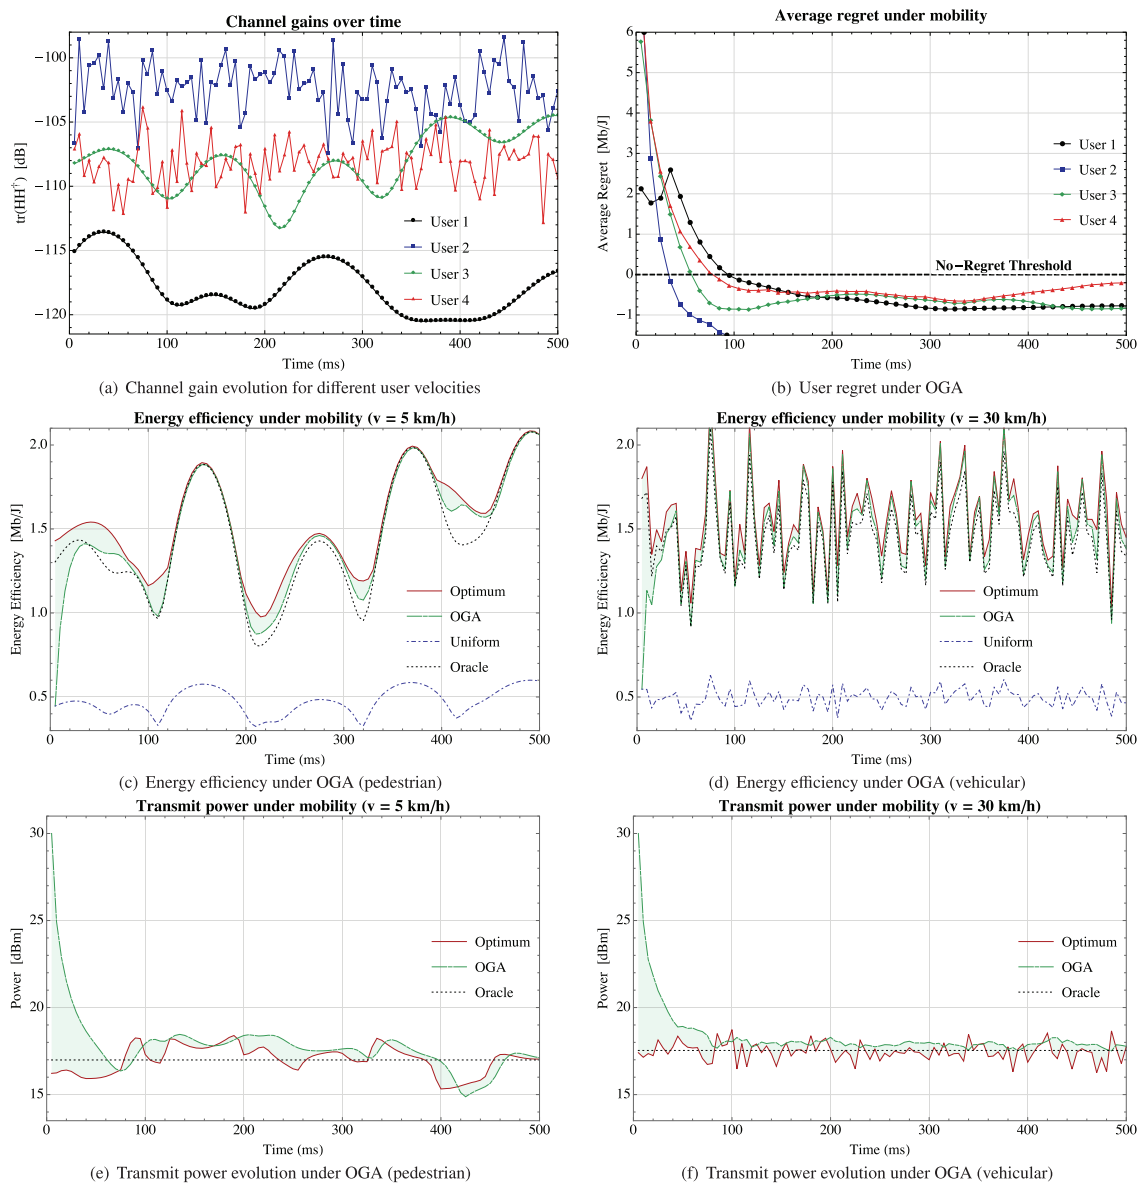 Channel gains over time
tr(HH†) [dB]
−100
−105
−110
−115
−120
User 1
User 2
User 3
User 4
0
100
200
300
400
500
Time (ms)
(a) Channel gain evolution for different user velocities
Average regret under mobility
Average Regret [Mb/J]
6
5
4
3
2
1
0
−1
User 1
User 2
User 3
User 4
No−Regret Threshold
0
100
200
300
400
500
Time (ms)
(b) User regret under OGA
Energy efficiency under mobility (v = 5 km/h)
Energy Efficiency [Mb/J]
2.0
1.5
1.0
0.5
Optimum
OGA
Uniform
Oracle
0
100
200
300
400
500
Time (ms)
(c) Energy efficiency under OGA (pedestrian)
Energy efficiency under mobility (v = 30 km/h)
Energy Efficiency [Mb/J]
2.0
1.5
1.0
0.5
Optimum
OGA
Uniform
Oracle
0
100
200
300
400
500
Time (ms)
(d) Energy efficiency under OGA (vehicular)
Transmit power under mobility (v = 5 km/h)
Power [dBm]
30
25
20
15
Optimum
OGA
Oracle
0
100
200
300
400
500
Time (ms)
(e) Transmit power evolution under OGA (pedestrian)
Transmit power under mobility (v = 30 km/h)
Power [dBm]
30
25
20
15
Optimum
OGA
Oracle
0
100
200
300
400
500
Time (ms)
(f) Transmit power evolution under OGA (vehicular)